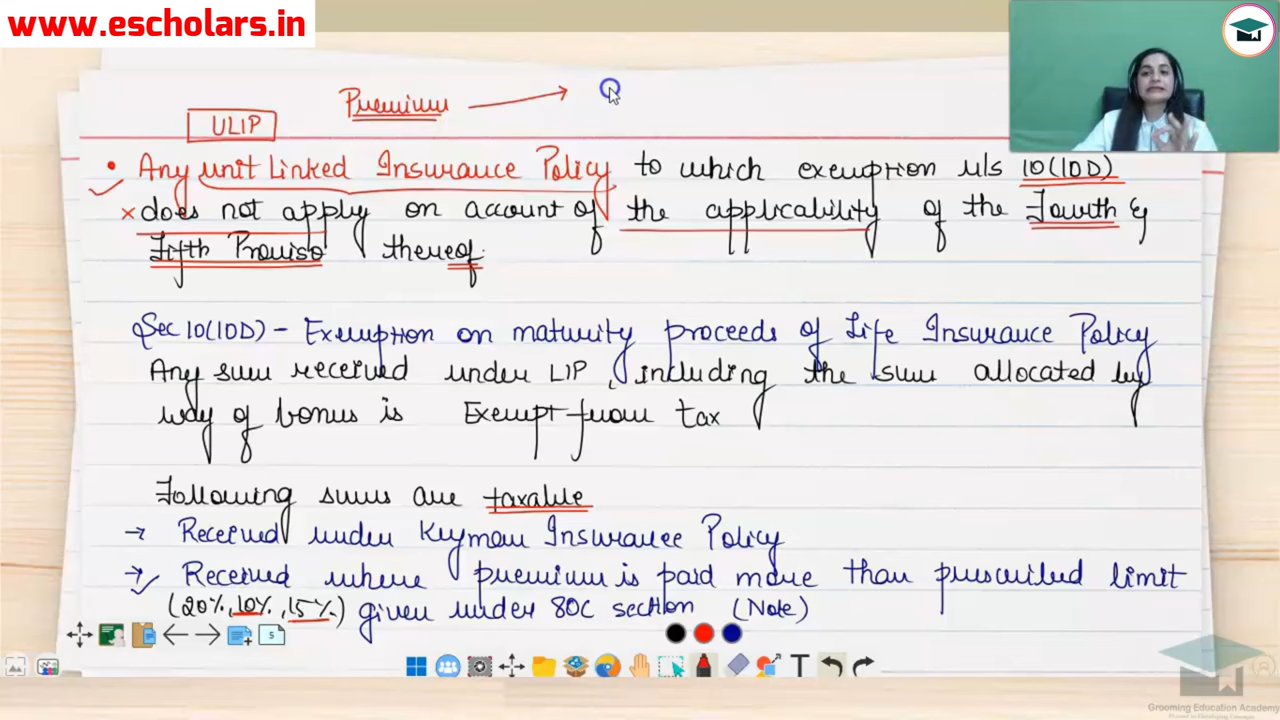 www.escholars.in
Premium
ULIP
• Any unit Linked Insurance Policy to which exemption u/s 10(10D)
× does not apply on account of the applicability of the Fourth &
Fifth Proviso thereof.
Sec 10(10D) - Exemption on maturity proceeds of Life Insurance Policy
Any sum received under LIP, including the sum allocated by
way of bonus is Exempt from tax
Following sums are taxable
→ Received under Keyman Insurance Policy
→ Received where premium is paid more than prescribed limit
(20%, 10%, 15%) given under 80C section (Note)
5
T
Grooming Education Academy